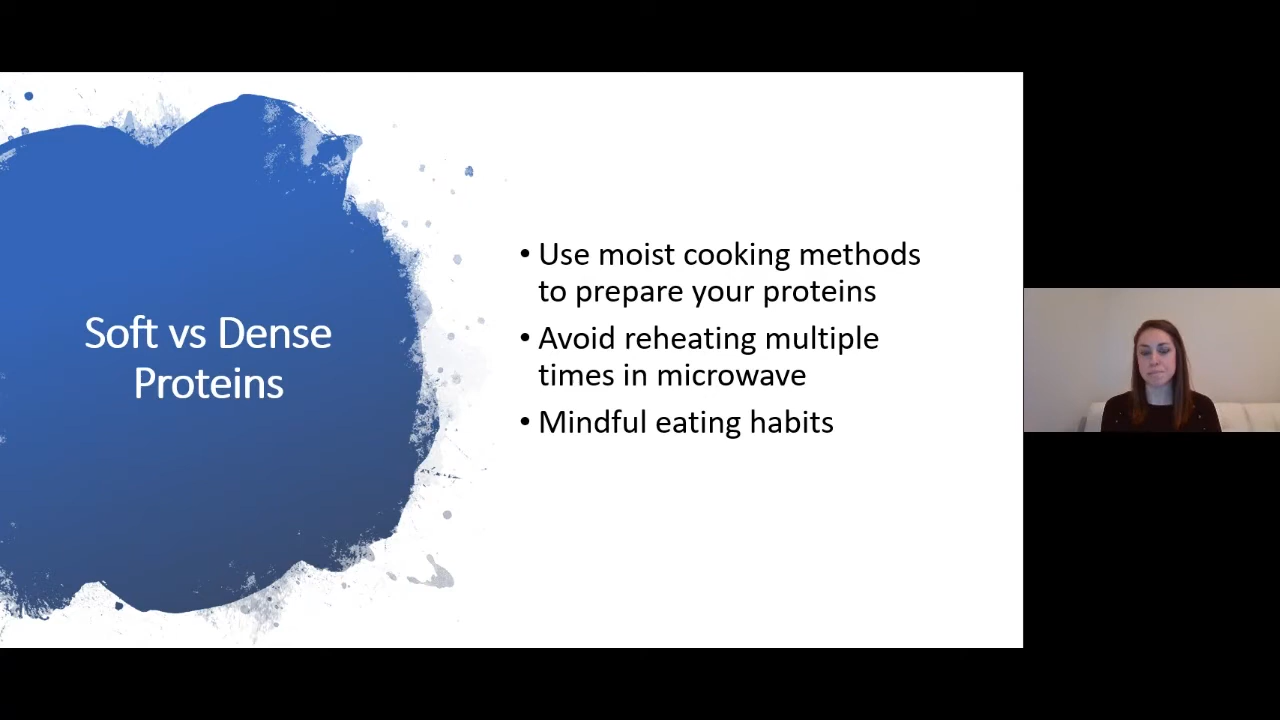 Soft vs Dense
Proteins
• Use moist cooking methods
to prepare your proteins
• Avoid reheating multiple
times in microwave
• Mindful eating habits